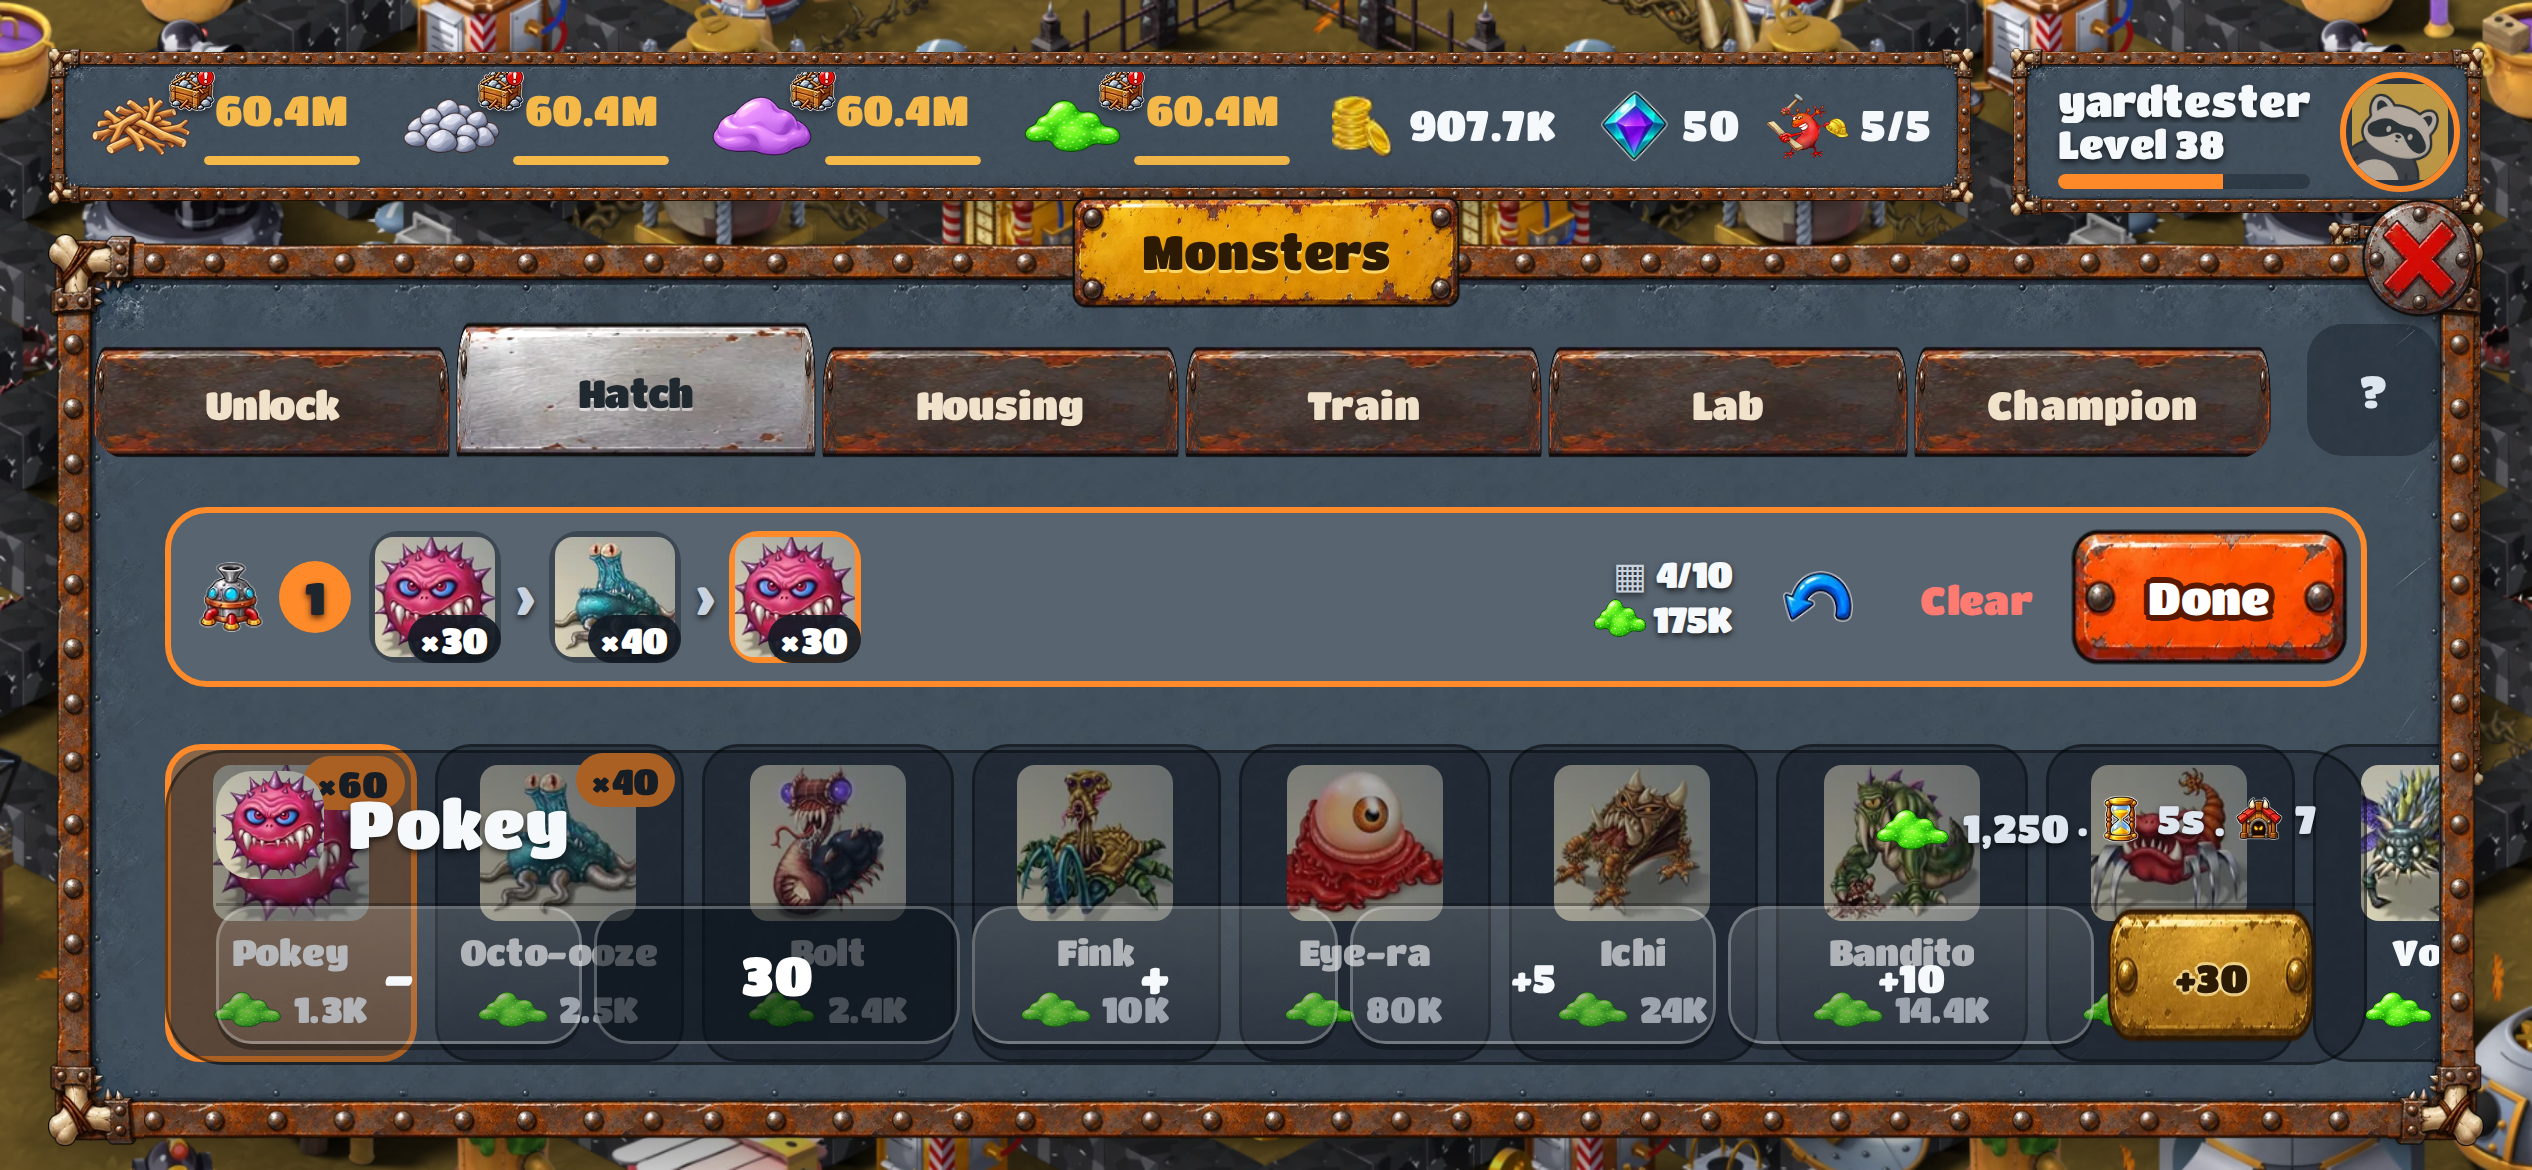 60.4M
60.4M
60.4M
60.4M
907.7K
50
5/5
yardtester
Level 38
Monsters
Unlock
Hatch
Housing
Train
Lab
Champion
?
1
×30
×40
×30
4/10
175K
Clear
Done
×60
×40
Pokey
1,250 · 5s · 7
Pokey
Octo-ooze
Bolt
Fink
Eye-ra
Ichi
Bandito
Vo
−
30
+
+5
+10
+30
1.3K
2.5K
2.4K
10K
80K
24K
14.4K